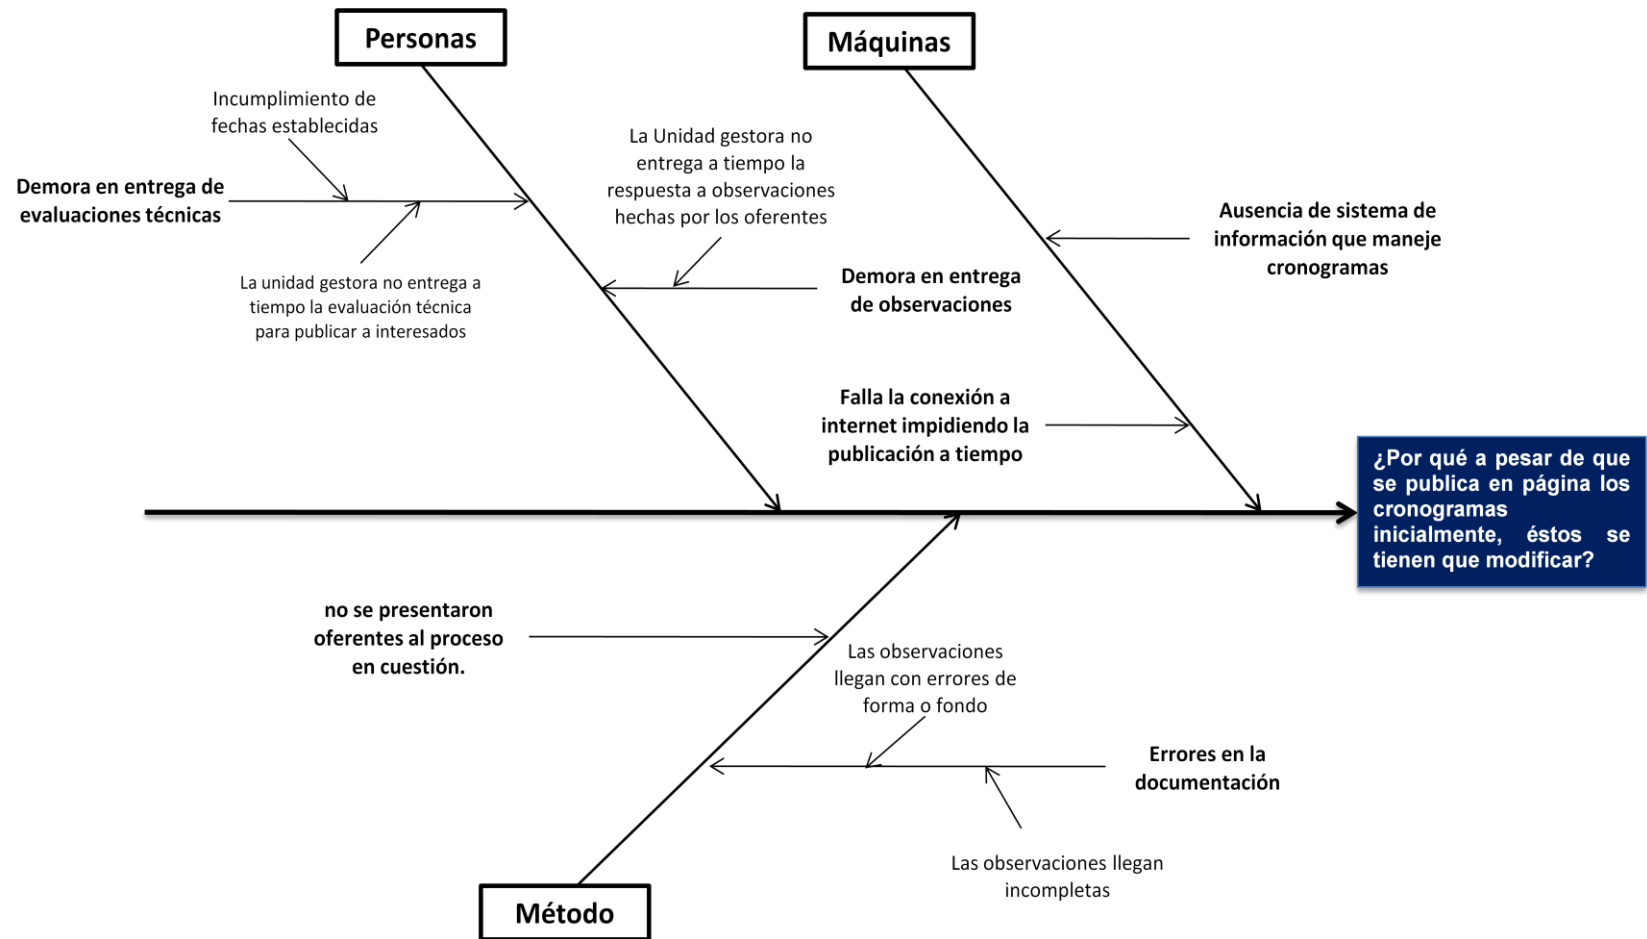 Personas
Máquinas
Incumplimiento de
fechas establecidas
Demora en entrega de
evaluaciones técnicas
La unidad gestora no entrega a
tiempo la evaluación técnica
para publicar a interesados
La Unidad gestora no
entrega a tiempo la
respuesta a observaciones
hechas por los oferentes
Demora en entrega
de observaciones
Ausencia de sistema de
información que maneje
cronogramas
Falla la conexión a
internet impidiendo la
publicación a tiempo
¿Por qué a pesar de que
se publica en página los
cronogramas
inicialmente, éstos se
tienen que modificar?
no se presentaron
oferentes al proceso
en cuestión.
Las observaciones
llegan con errores de
forma o fondo
Errores en la
documentación
Las observaciones llegan
incompletas
Método